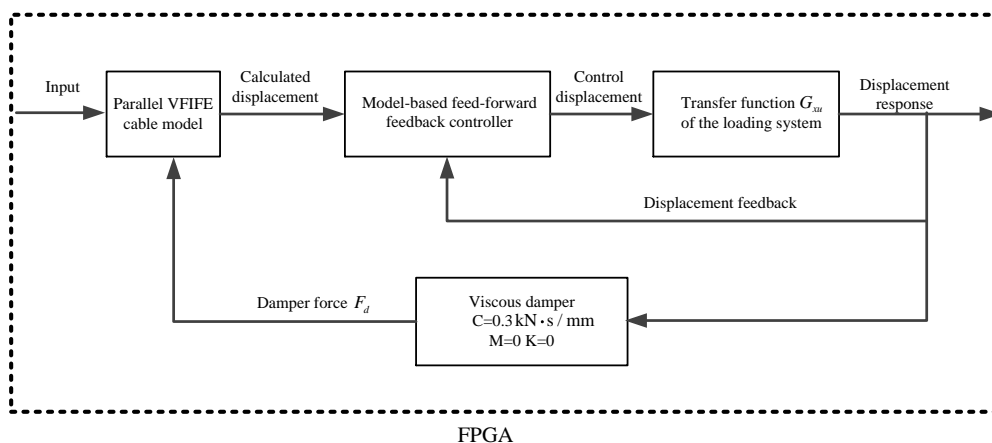 Input
Parallel VFIFE
cable model
Calculated
displacement
Model-based feed-forward
feedback controller
Control
displacement
Transfer function G_xu
of the loading system
Displacement
response
Displacement feedback
Damper force F_d
Viscous damper
C=0.3 kN·s / mm
M=0 K=0
FPGA